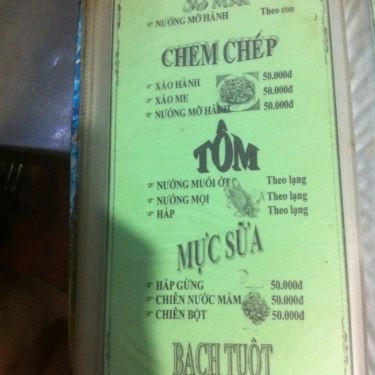 NƯỚNG MỠ HÀNH Theo con
CHEM CHÉP
XÀO HÀNH 50.000đ
XÀO ME 50.000đ
NƯỚNG MỠ HÀNH 50.000đ
TÔM
NƯỚNG MUỐI ỚT Theo lạng
NƯỚNG MỌI Theo lạng
HẤP Theo lạng
MỰC SỮA
HẤP GỪNG 50.000đ
CHIÊN NƯỚC MẮM 50.000đ
CHIÊN BỘT 50.000đ
BẠCH TUỘT